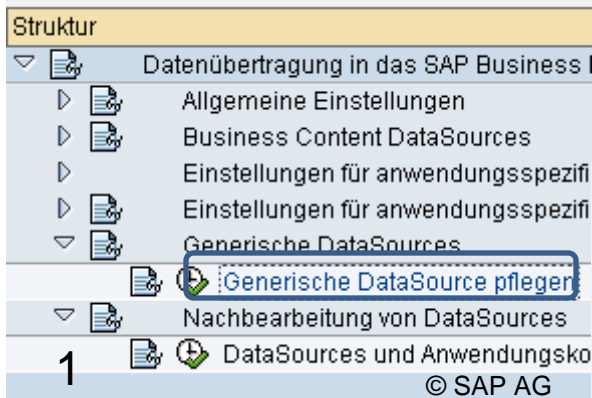 Struktur
Datenübertragung in das SAP Business
Allgemeine Einstellungen
Business Content DataSources
Einstellungen für anwendungsspezifi
Einstellungen für anwendungsspezifi
Generische DataSources
Generische DataSource pflegen
Nachbearbeitung von DataSources
DataSources und Anwendungsko
1
© SAP AG